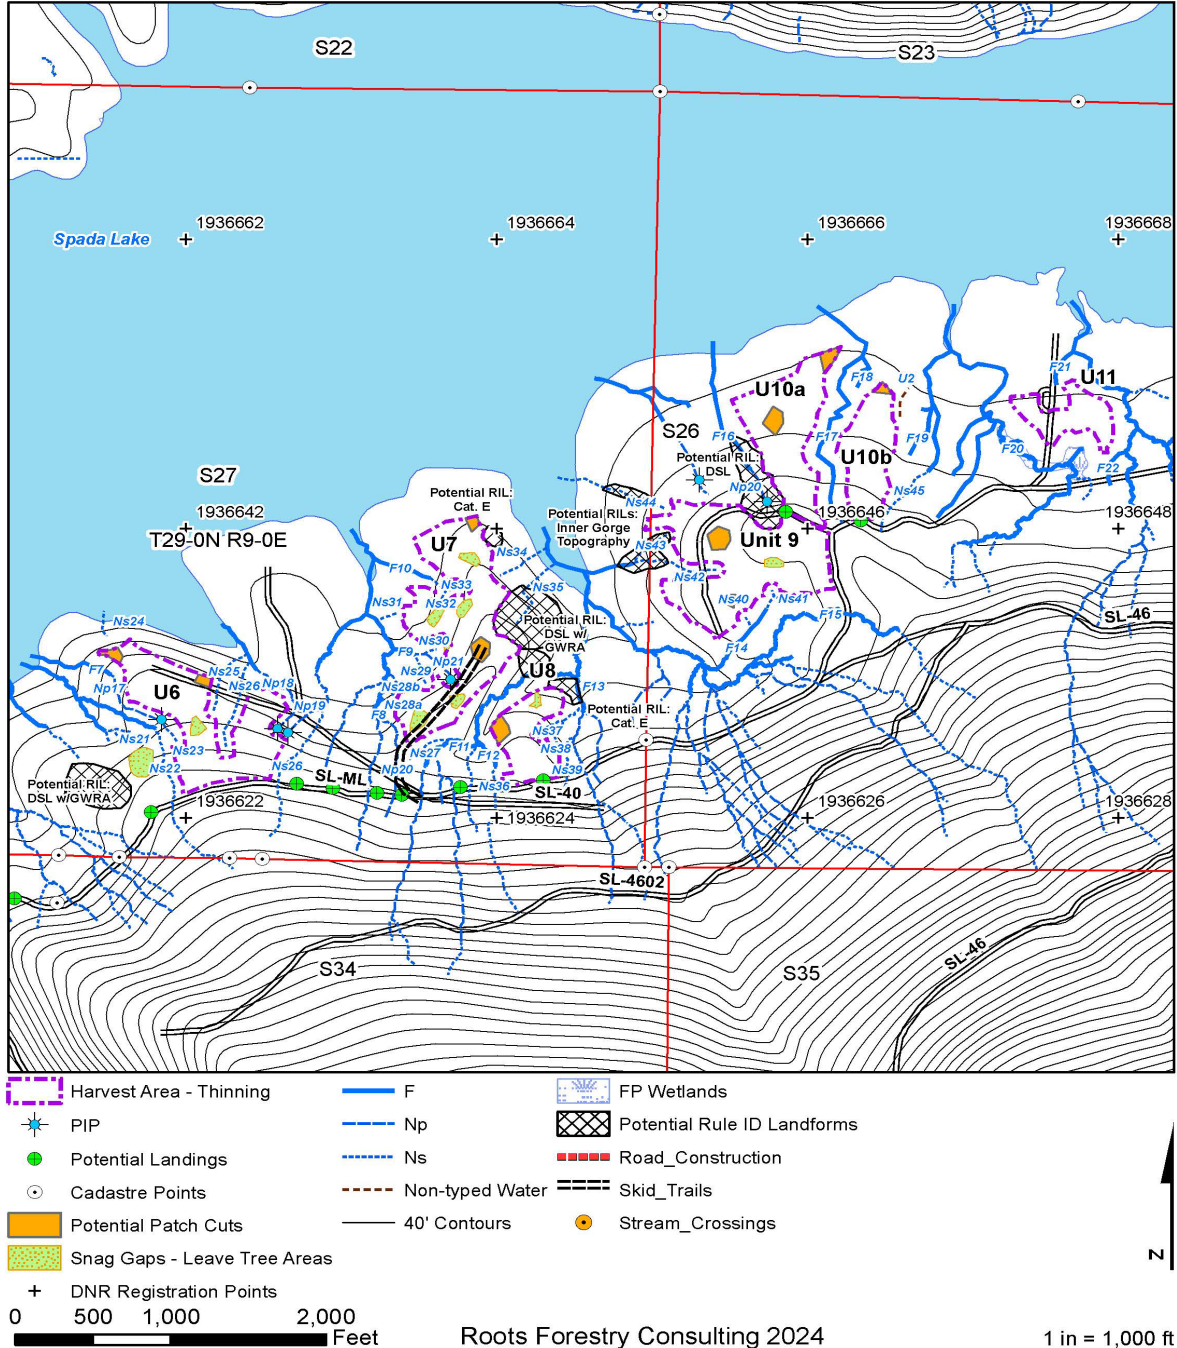 S22
S23
1936662
1936664
1936666
1936668
Spada Lake
F21
U11
F18
U2
U10a
S26
F16
F17
F19
F20
F22
Potential RIL:
DSL
U10b
S27
Np20
Ns45
Potential RIL:
Cat. E
Ns44
1936642
Potential RILs:
Inner Gorge
Topography
1936646
1936648
T29-0N R9-0E
U7
Unit 9
Ns34
Ns43
F10
Ns33
Ns35
Ns42
Ns31
Ns32
Ns40
Ns41
F15
SL-46
Ns24
Potential RIL:
DSL w/
GWRA
Ns30
F9
F14
F7
Ns25
Ns29
Np21
U8
Np17
U6
Ns26
Np18
Ns28b
F13
Np19
Ns28a
F8
Potential RIL:
Cat. E
Ns21
Ns23
Ns37
Ns22
Ns27
F11
F12
Ns38
Ns26
Np20
Ns39
Potential RIL:
DSL w/GWRA
SL-ML
Ns36
SL-40
1936622
1936624
1936626
1936628
SL-4602
SL-46
S34
S35
Harvest Area - Thinning
PIP
Potential Landings
Cadastre Points
Potential Patch Cuts
Snag Gaps - Leave Tree Areas
DNR Registration Points
F
Np
Ns
Non-typed Water
40' Contours
FP Wetlands
Potential Rule ID Landforms
Road_Construction
Skid_Trails
Stream_Crossings
N
0 500 1,000 2,000
Feet
Roots Forestry Consulting 2024
1 in = 1,000 ft